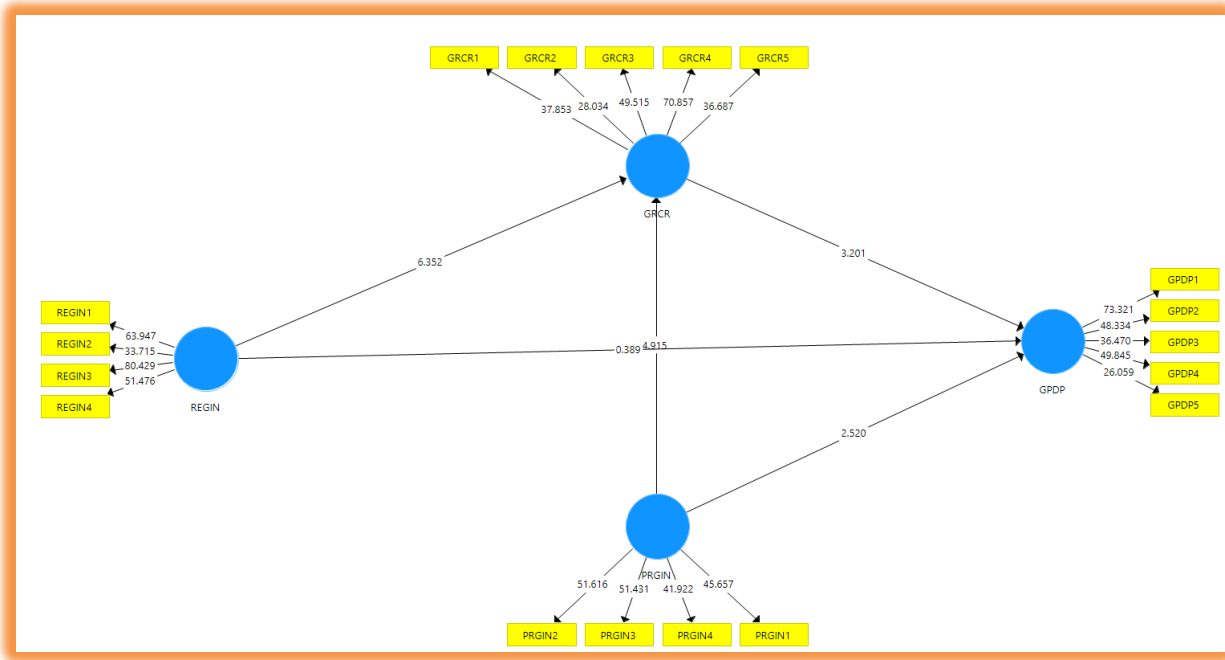 GRCR1 GRCR2 GRCR3 GRCR4 GRCR5
37.853 28.034 49.515 70.857 36.687
GRCR
6.352
3.201
REGIN1
REGIN2
REGIN3
REGIN4
63.947
33.715
80.429
51.476
REGIN
0.389
4.915
GPDP1
GPDP2
GPDP3
GPDP4
GPDP5
73.321
48.334
36.470
49.845
26.059
GPDP
2.520
PRGIN
51.616 51.431 41.922 45.657
PRGIN2 PRGIN3 PRGIN4 PRGIN1